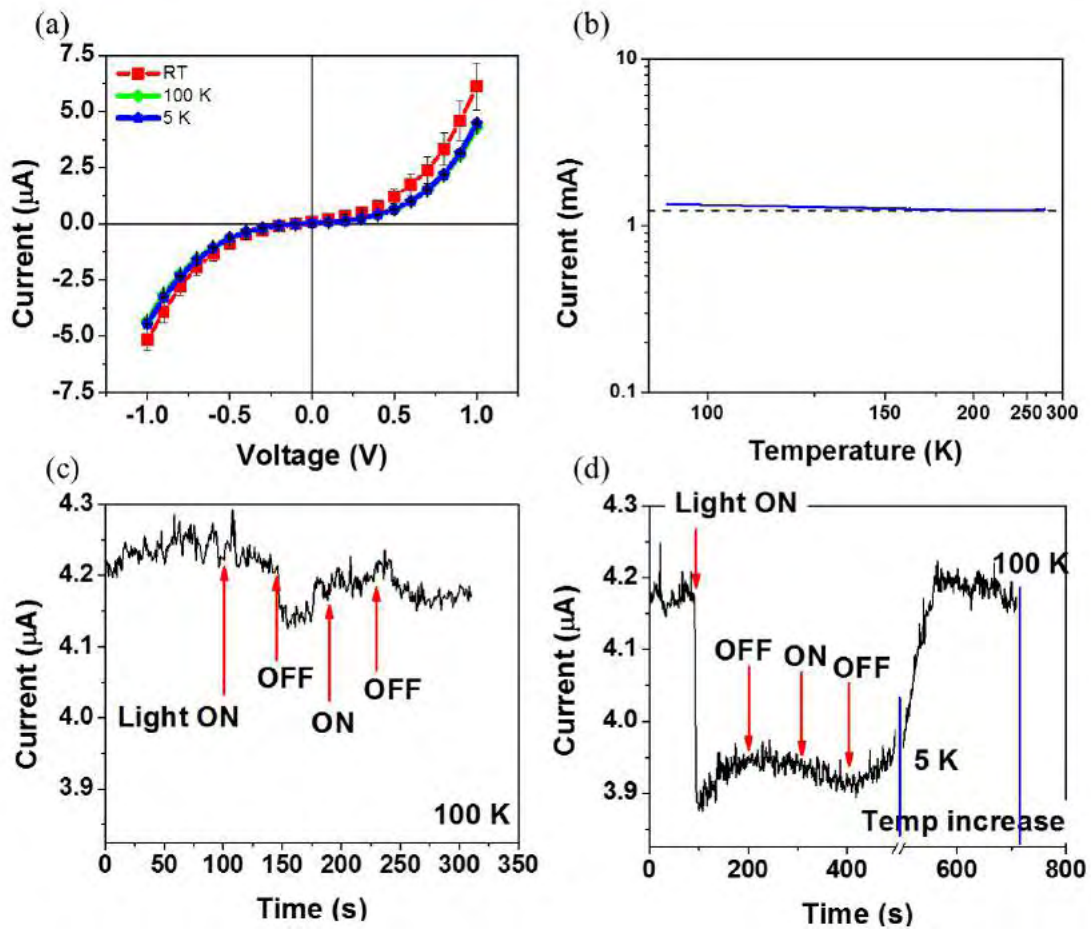 (a)
7.5
5.0
2.5
0.0
-2.5
-5.0
-7.5
Current (µA)
RT
100 K
5 K
-1.0 -0.5 0.0 0.5 1.0
Voltage (V)
(b)
10
1
0.1
Current (mA)
100 150 200 250 300
Temperature (K)
(c)
4.3
4.2
4.1
4.0
3.9
Current (µA)
Light ON
OFF
ON
OFF
100 K
0 50 100 150 200 250 300 350
Time (s)
(d)
4.3
4.2
4.1
4.0
3.9
Current (µA)
Light ON
100 K
OFF ON OFF
5 K
Temp increase
0 200 400 600 800
Time (s)